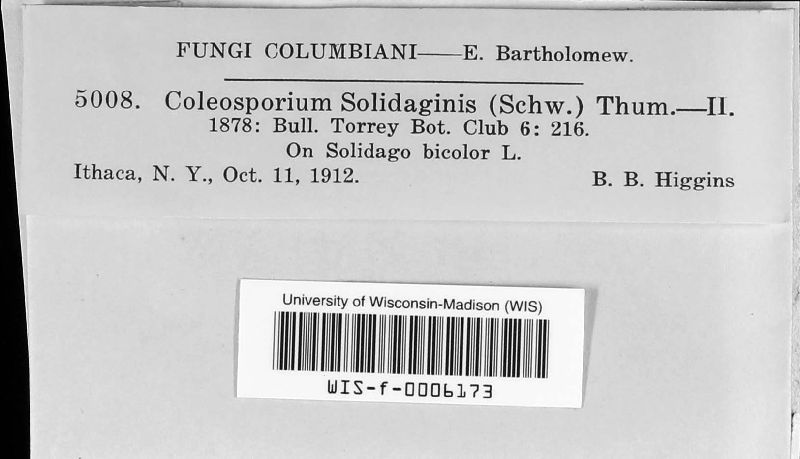 FUNGI COLUMBIANI——E. Bartholomew.
5008. Coleosporium Solidaginis (Schw.) Thum.—II.
1878: Bull. Torrey Bot. Club 6: 216.
On Solidago bicolor L.
Ithaca, N. Y., Oct. 11, 1912. B. B. Higgins
University of Wisconsin-Madison (WIS)
WIS-f-0006173